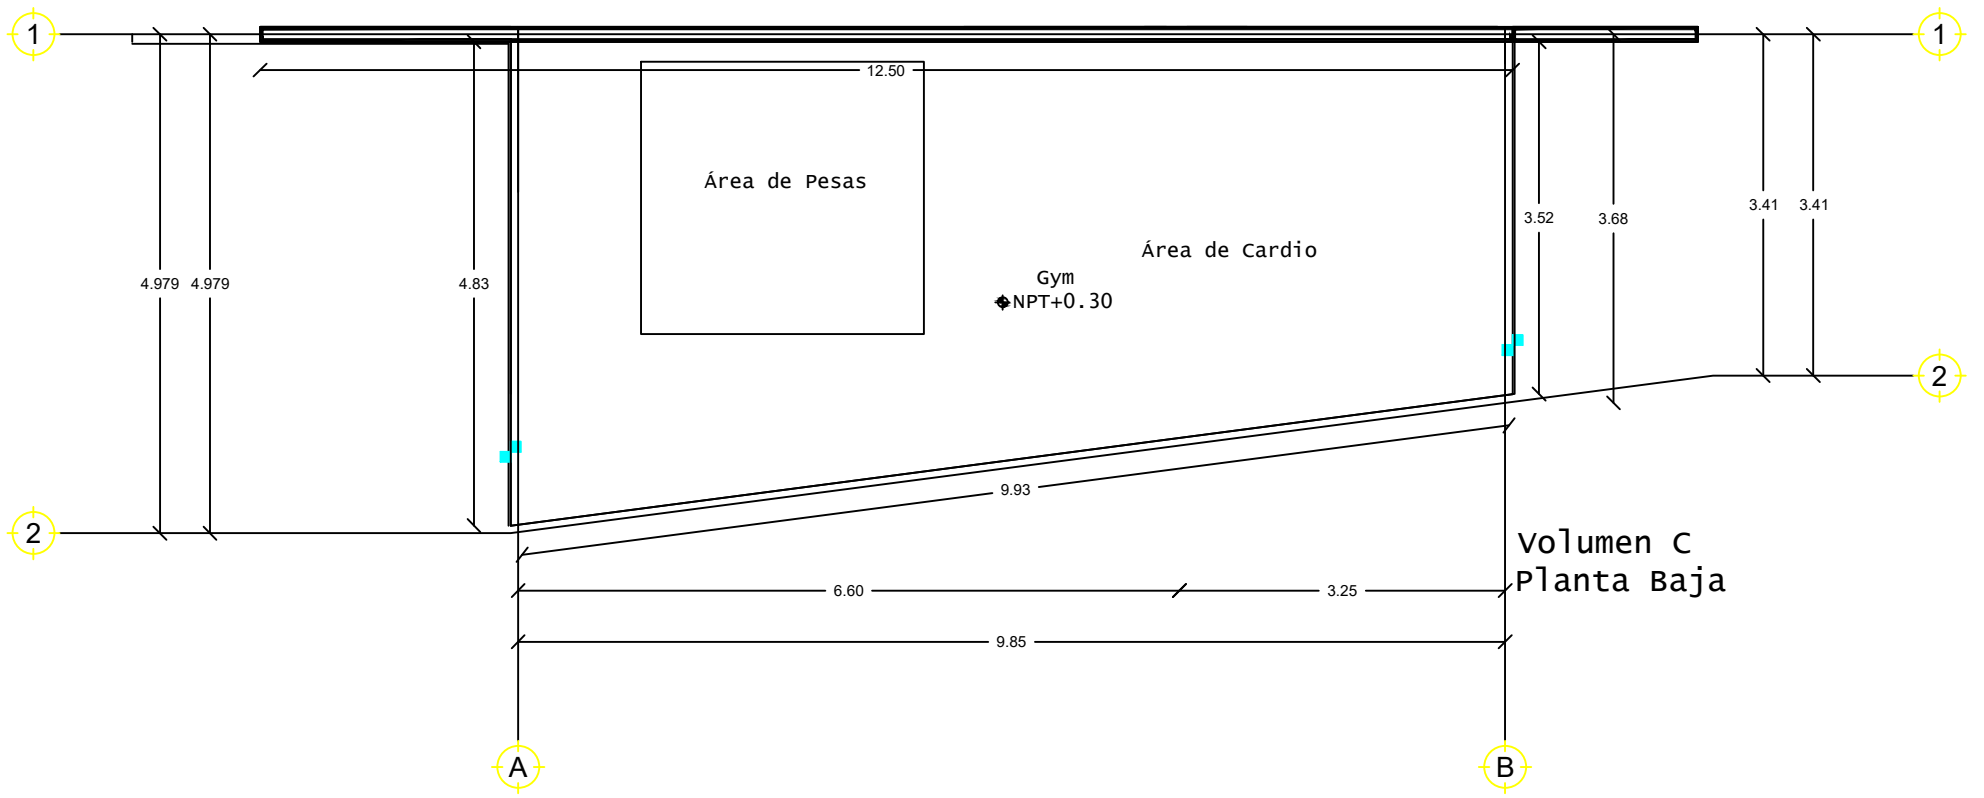 1
1
12.50
Área de Pesas
3.41
3.41
3.52
3.68
Área de Cardio
Gym
4.979
4.979
4.83
NPT+0.30
2
9.93
2
Volumen C
Planta Baja
6.60
3.25
9.85
A
B